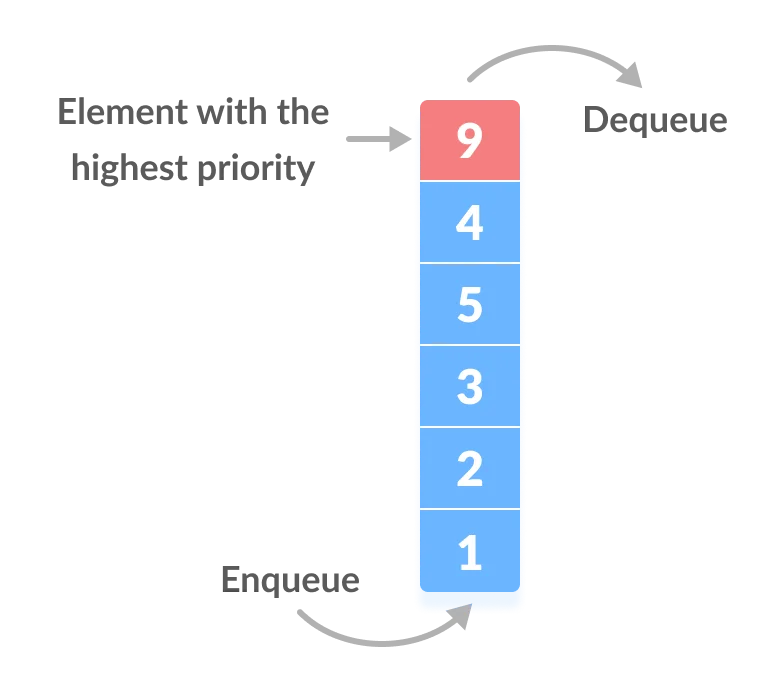 Element with the
highest priority
Dequeue
9
4
5
3
2
1
Enqueue